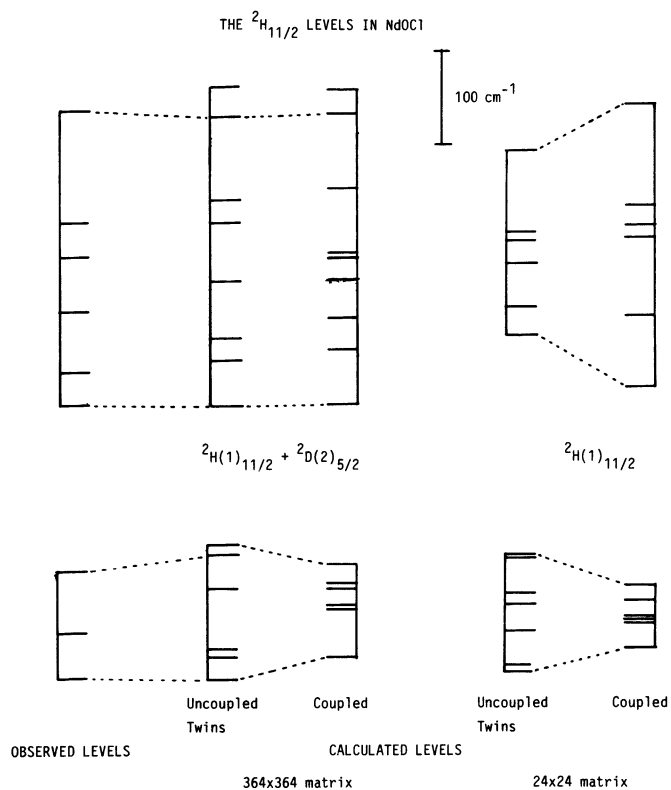 THE ²H₁₁/₂ LEVELS IN NdOCl
100 cm⁻¹
²H(1)₁₁/₂ + ²D(2)₅/₂
²H(1)₁₁/₂
Uncoupled Coupled Uncoupled Coupled
Twins Twins
OBSERVED LEVELS CALCULATED LEVELS
364x364 matrix 24x24 matrix